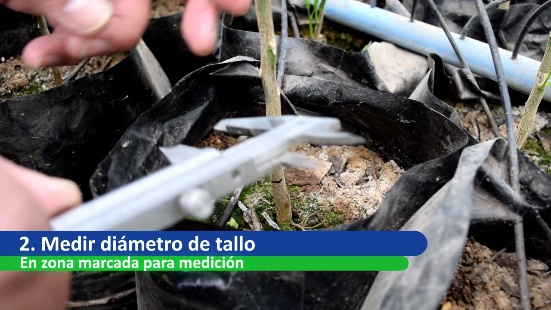 2. Medir diámetro de tallo
En zona marcada para medición